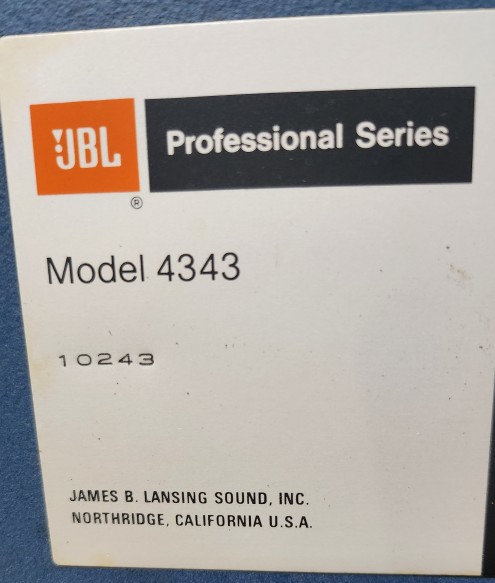 JBL Professional Series
®
Model 4343
10243
JAMES B. LANSING SOUND, INC.
NORTHRIDGE, CALIFORNIA U.S.A.